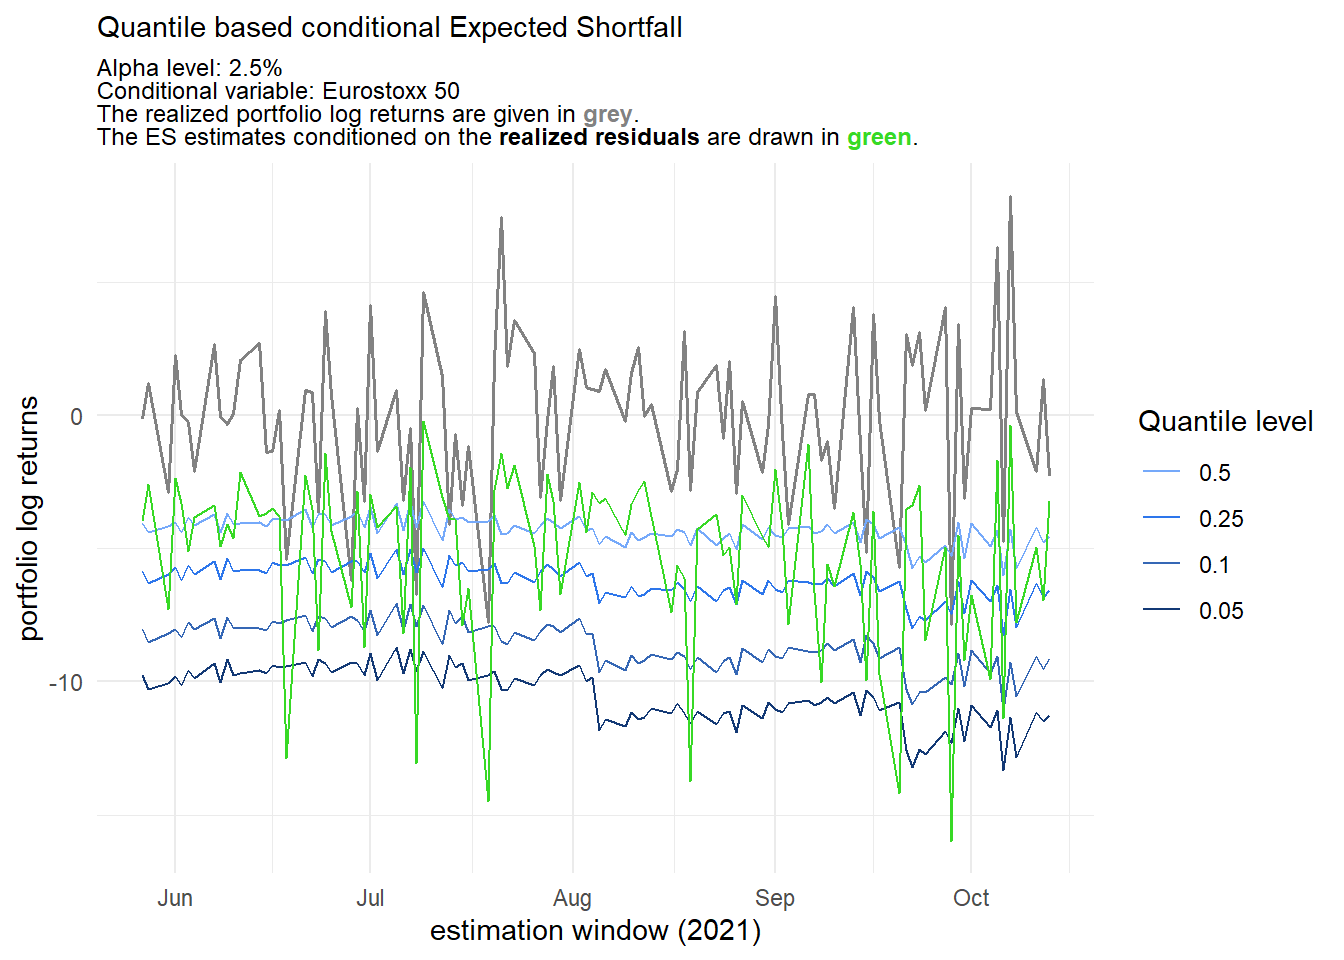 Quantile based conditional Expected Shortfall
Alpha level: 2.5%
Conditional variable: Eurostoxx 50
The realized portfolio log returns are given in grey.
The ES estimates conditioned on the realized residuals are drawn in green.
portfolio log returns
0
-10
Jun
Jul
Aug
Sep
Oct
estimation window (2021)
Quantile level
0.5
0.25
0.1
0.05